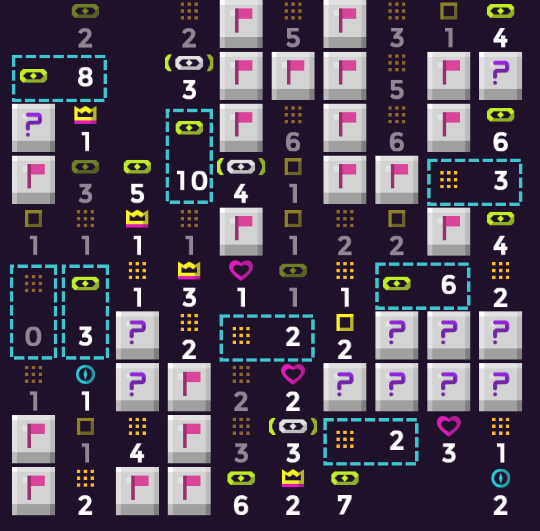 2 2 5 3 1 4
8 3 5 ?
? 1 6 6 6
10
3 5 4 1 3
1 1 1 1 1 2 2 4
1 3 1 1 1 6 2
0 3 ? 2 2 2 ? ? ?
1 1 ? 2 2 ? ? ? ?
1 4 3 3 2 3 1
2 6 2 7 2